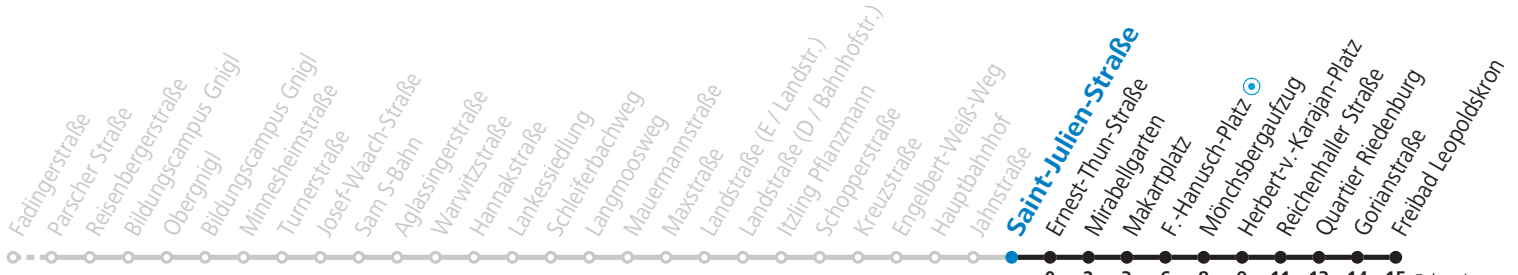 Fadingerstraße
Parscher Straße
Reisenbergerstraße
Bildungscampus Gnigl
Obergnigl
Bildungscampus Gnigl
Minnesheimstraße
Turnerstraße
Josef-Waach-Straße
Sam S-Bahn
Aglassingerstraße
Warwitzstraße
Hannakstraße
Lankessiedlung
Schleiferbachweg
Langmoosweg
Mauermannstraße
Maxstraße
Landstraße (E / Landstr.)
Landstraße (D / Bahnhofstr.)
Itzling Pflanzmann
Schopperstraße
Kreuzstraße
Engelbert-Weiß-Weg
Hauptbahnhof
Jahnstraße
Saint-Julien-Straße
Ernest-Thun-Straße
Mirabellgarten
Makartplatz
F.-Hanusch-Platz
Mönchsbergaufzug
Herbert-v.-Karajan-Platz
Reichenhaller Straße
Quartier Riedenburg
Gorianstraße
Freibad Leopoldskron